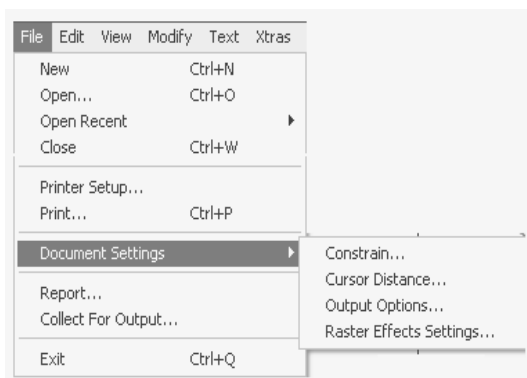 File Edit View Modify Text Xtras
New Ctrl+N
Open... Ctrl+O
Open Recent
Close Ctrl+W
Printer Setup...
Print... Ctrl+P
Document Settings
Constrain...
Cursor Distance...
Output Options...
Raster Effects Settings...
Report...
Collect For Output...
Exit Ctrl+Q